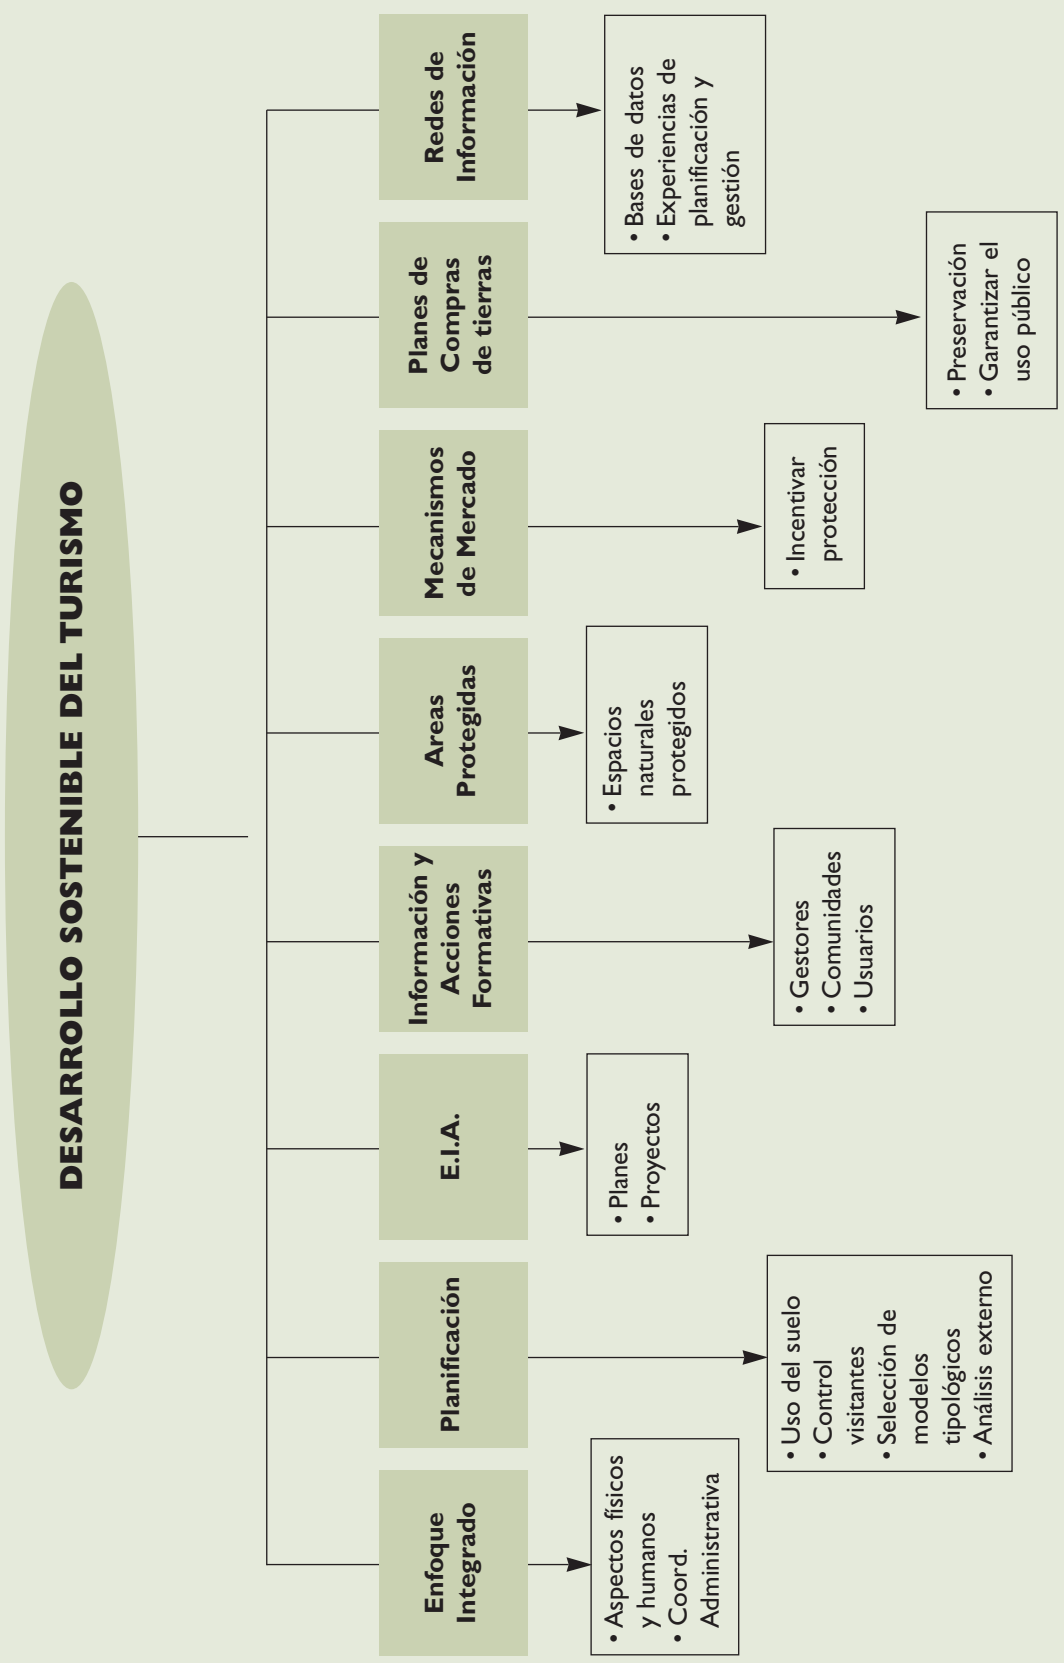 DESARROLLO SOSTENIBLE DEL TURISMO
Enfoque
Integrado
• Aspectos físicos
y humanos
• Coord.
Administrativa
Planificación
• Uso del suelo
• Control
visitantes
• Selección de
modelos
tipológicos
• Análisis externo
E.I.A.
• Planes
• Proyectos
Información y
Acciones
Formativas
• Gestores
• Comunidades
• Usuarios
Areas
Protegidas
• Espacios
naturales
protegidos
Mecanismos
de Mercado
• Incentivar
protección
Planes de
Compras
de tierras
• Preservación
• Garantizar el
uso público
Redes de
Información
• Bases de datos
• Experiencias de
planificación y
gestión